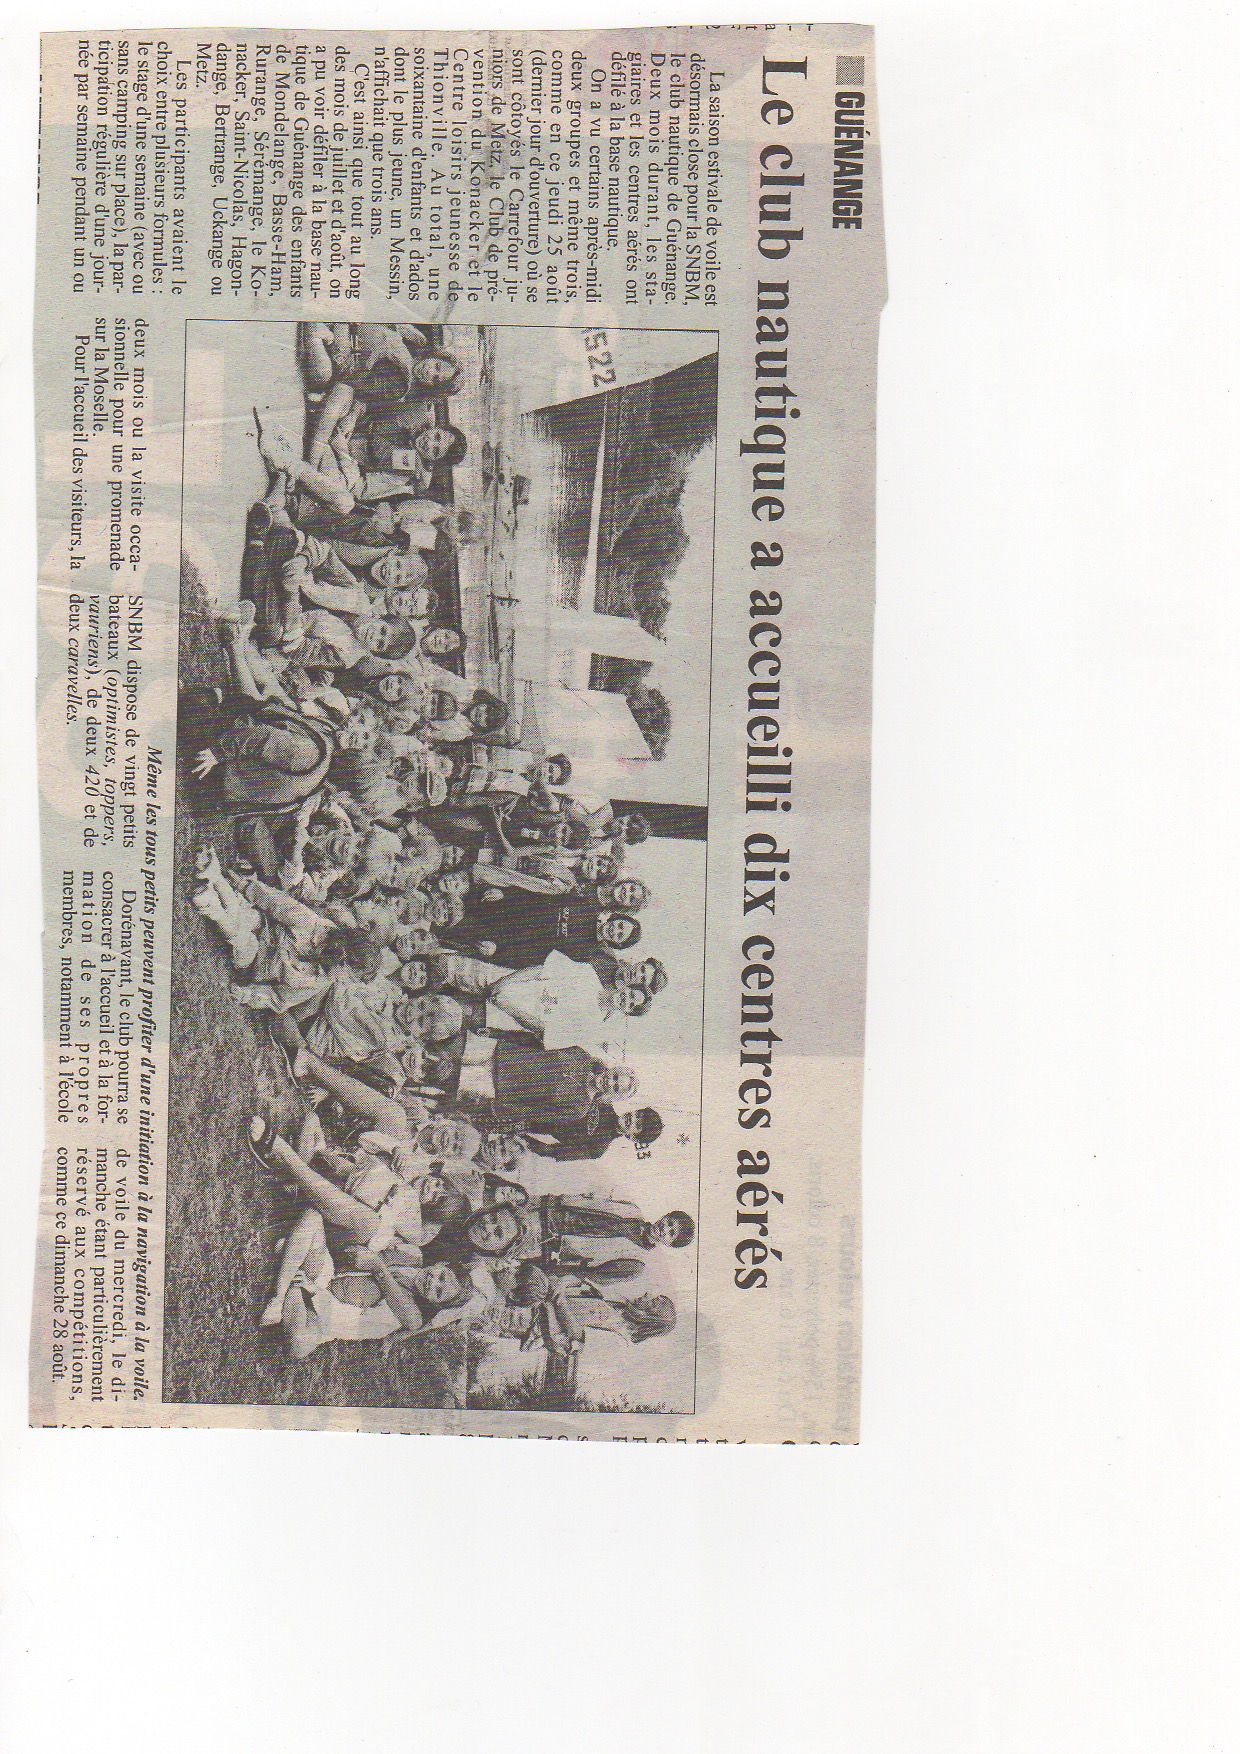 GUÉNANGE
Le club nautique a accueilli dix centres aérés
La saison estivale de voile est
désormais close pour la SNBM,
le club nautique de Guénange.
Deux mois durant, les sta-
giaires et les centres aérés ont
défilé à la base nautique.
On a vu certains après-midi
deux groupes et même trois,
comme en ce jeudi 25 août
(dernier jour d'ouverture) où se
sont côtoyés le Carrefour ju-
niors de Metz, le Club de pré-
vention du Konacker et le
Centre loisirs jeunesse de
Thionville. Au total, une
soixantaine d'enfants et d'ados
dont le plus jeune, un Messin,
n'affichait que trois ans.
C'est ainsi que tout au long
des mois de juillet et d'août, on
a pu voir défiler à la base nau-
tique de Guénange des enfants
de Mondelange, Basse-Ham,
Rurange, Sérémange, le Ko-
nacker, Saint-Nicolas, Hagon-
dange, Bertrange, Uckange ou
Metz.
Les participants avaient le
choix entre plusieurs formules :
le stage d'une semaine (avec ou
sans camping sur place), la par-
ticipation régulière d'une jour-
née par semaine pendant un ou
deux mois ou la visite occa-
sionnelle pour une promenade
sur la Moselle.
Pour l'accueil des visiteurs, la
SNBM dispose de vingt petits
bateaux (optimistes, toppers,
vauriens), de deux 420 et de
deux caravelles.
Dorénavant, le club pourra se
consacrer à l'accueil et à la for-
mation de ses propres
membres, notamment à l'école
de voile du mercredi, le di-
manche étant particulièrement
réservé aux compétitions,
comme ce dimanche 28 août.
1522
93
Même les tous petits peuvent profiter d'une initiation à la navigation à la voile.